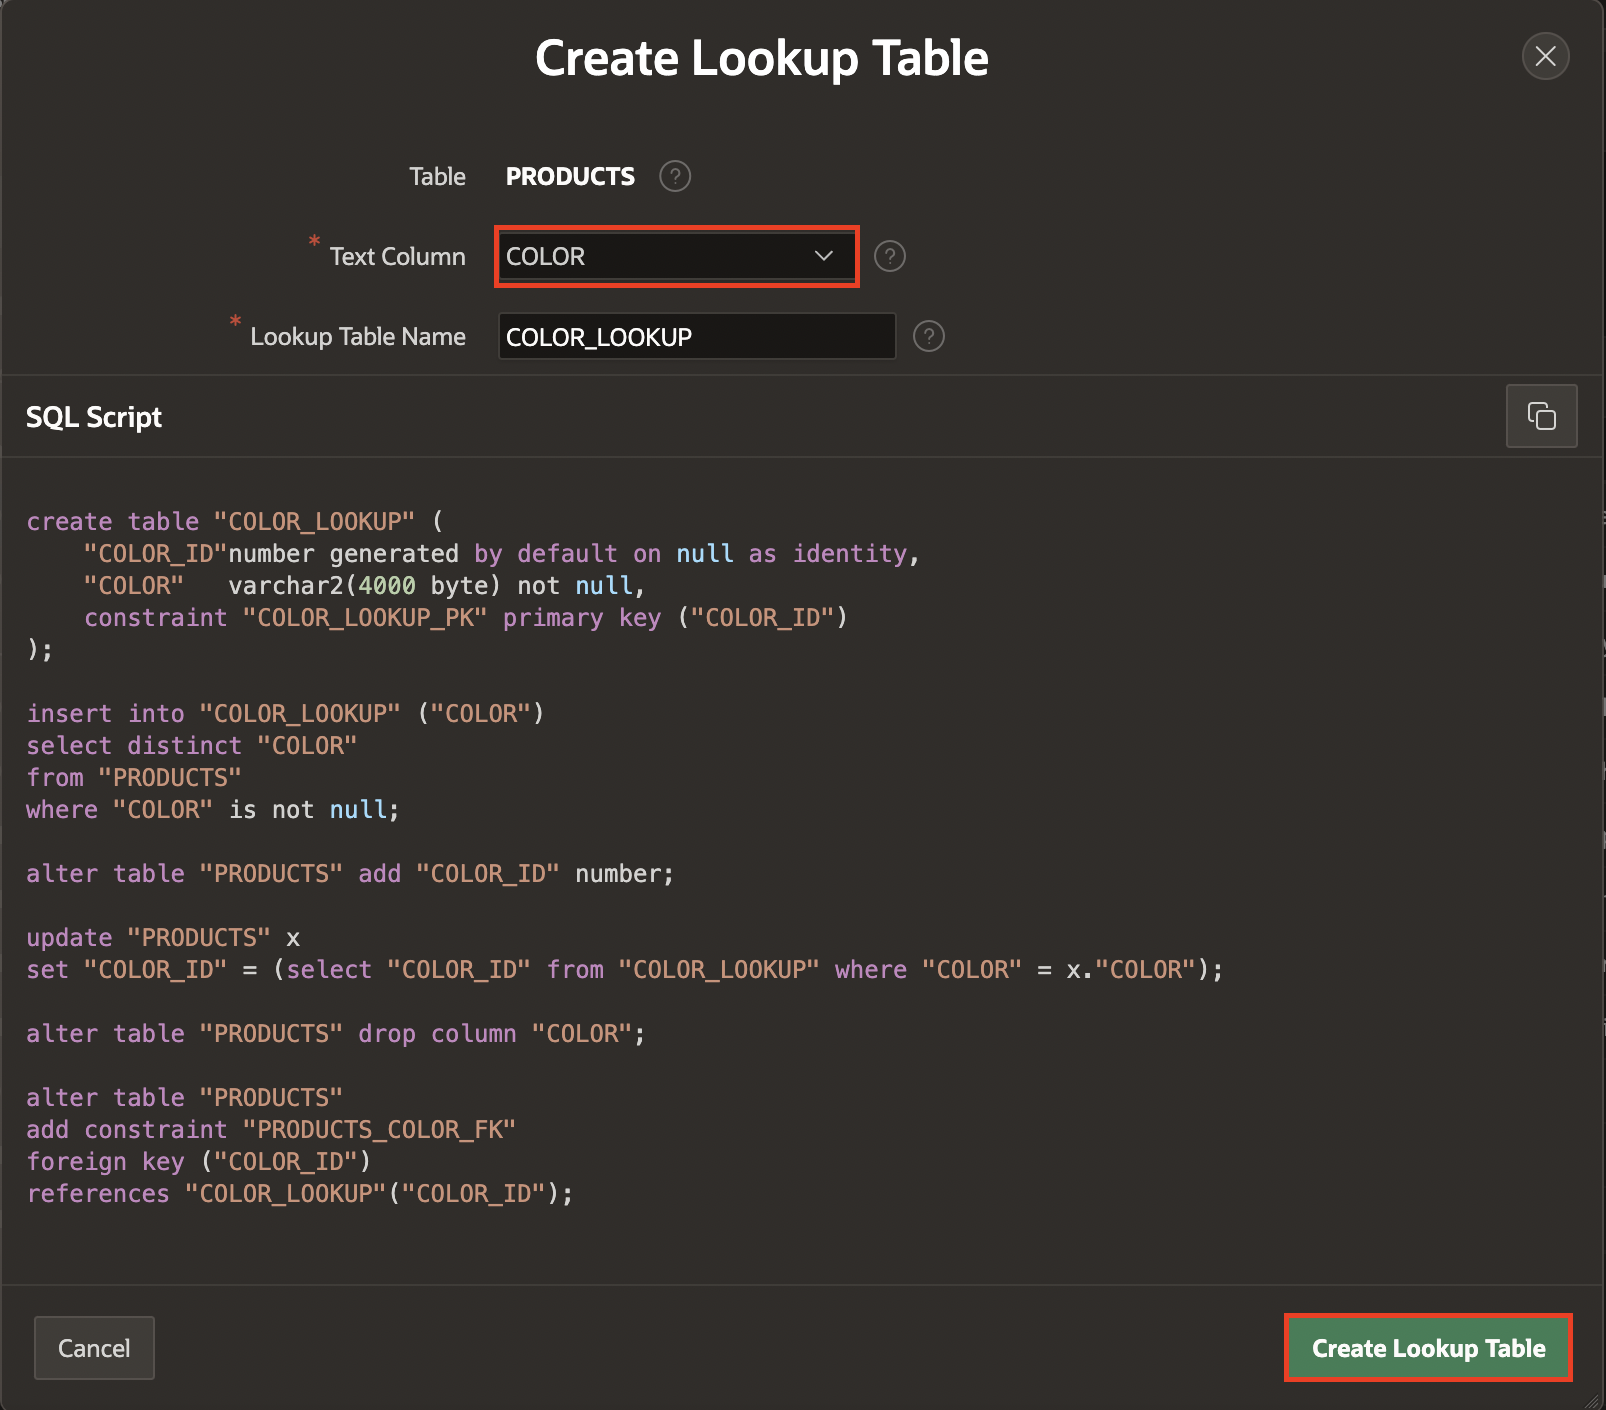 Create Lookup Table
Table PRODUCTS ?
* Text Column COLOR ?
* Lookup Table Name COLOR_LOOKUP ?
SQL Script
create table "COLOR_LOOKUP" (
    "COLOR_ID"number generated by default on null as identity,
    "COLOR"   varchar2(4000 byte) not null,
    constraint "COLOR_LOOKUP_PK" primary key ("COLOR_ID")
);
insert into "COLOR_LOOKUP" ("COLOR")
select distinct "COLOR"
from "PRODUCTS"
where "COLOR" is not null;
alter table "PRODUCTS" add "COLOR_ID" number;
update "PRODUCTS" x
set "COLOR_ID" = (select "COLOR_ID" from "COLOR_LOOKUP" where "COLOR" = x."COLOR");
alter table "PRODUCTS" drop column "COLOR";
alter table "PRODUCTS"
add constraint "PRODUCTS_COLOR_FK"
foreign key ("COLOR_ID")
references "COLOR_LOOKUP"("COLOR_ID");
Cancel Create Lookup Table